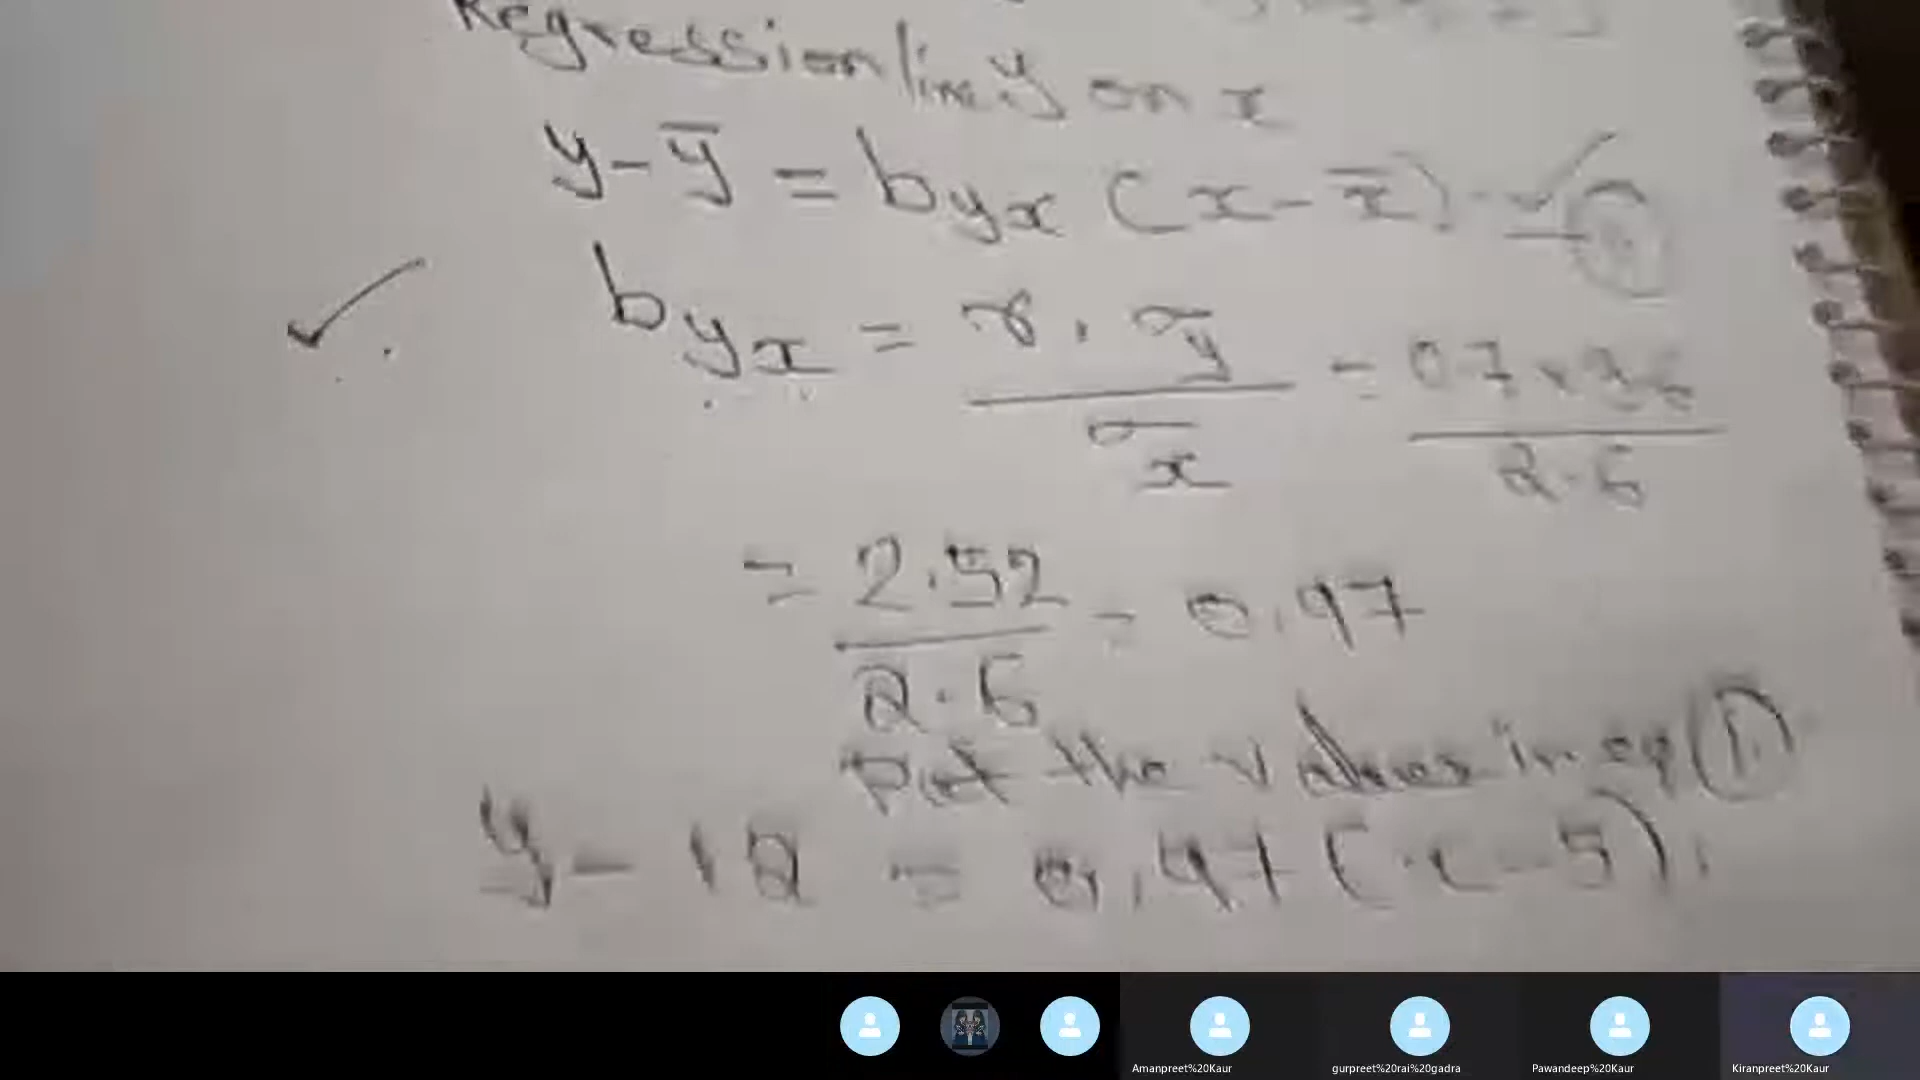 Regression line y on x
y - y̅ = byx (x - x̅) - ①
byx = r . σy / σx = 0.7 x 3.6 / 2.6
= 2.52 / 2.6 = 0.97
Put the values in eq ①
y - 12 = 0.97 (x - 5).
Amanpreet%20Kaur
gurpreet%20rai%20gadra
Pawandeep%20Kaur
Kiranpreet%20Kaur